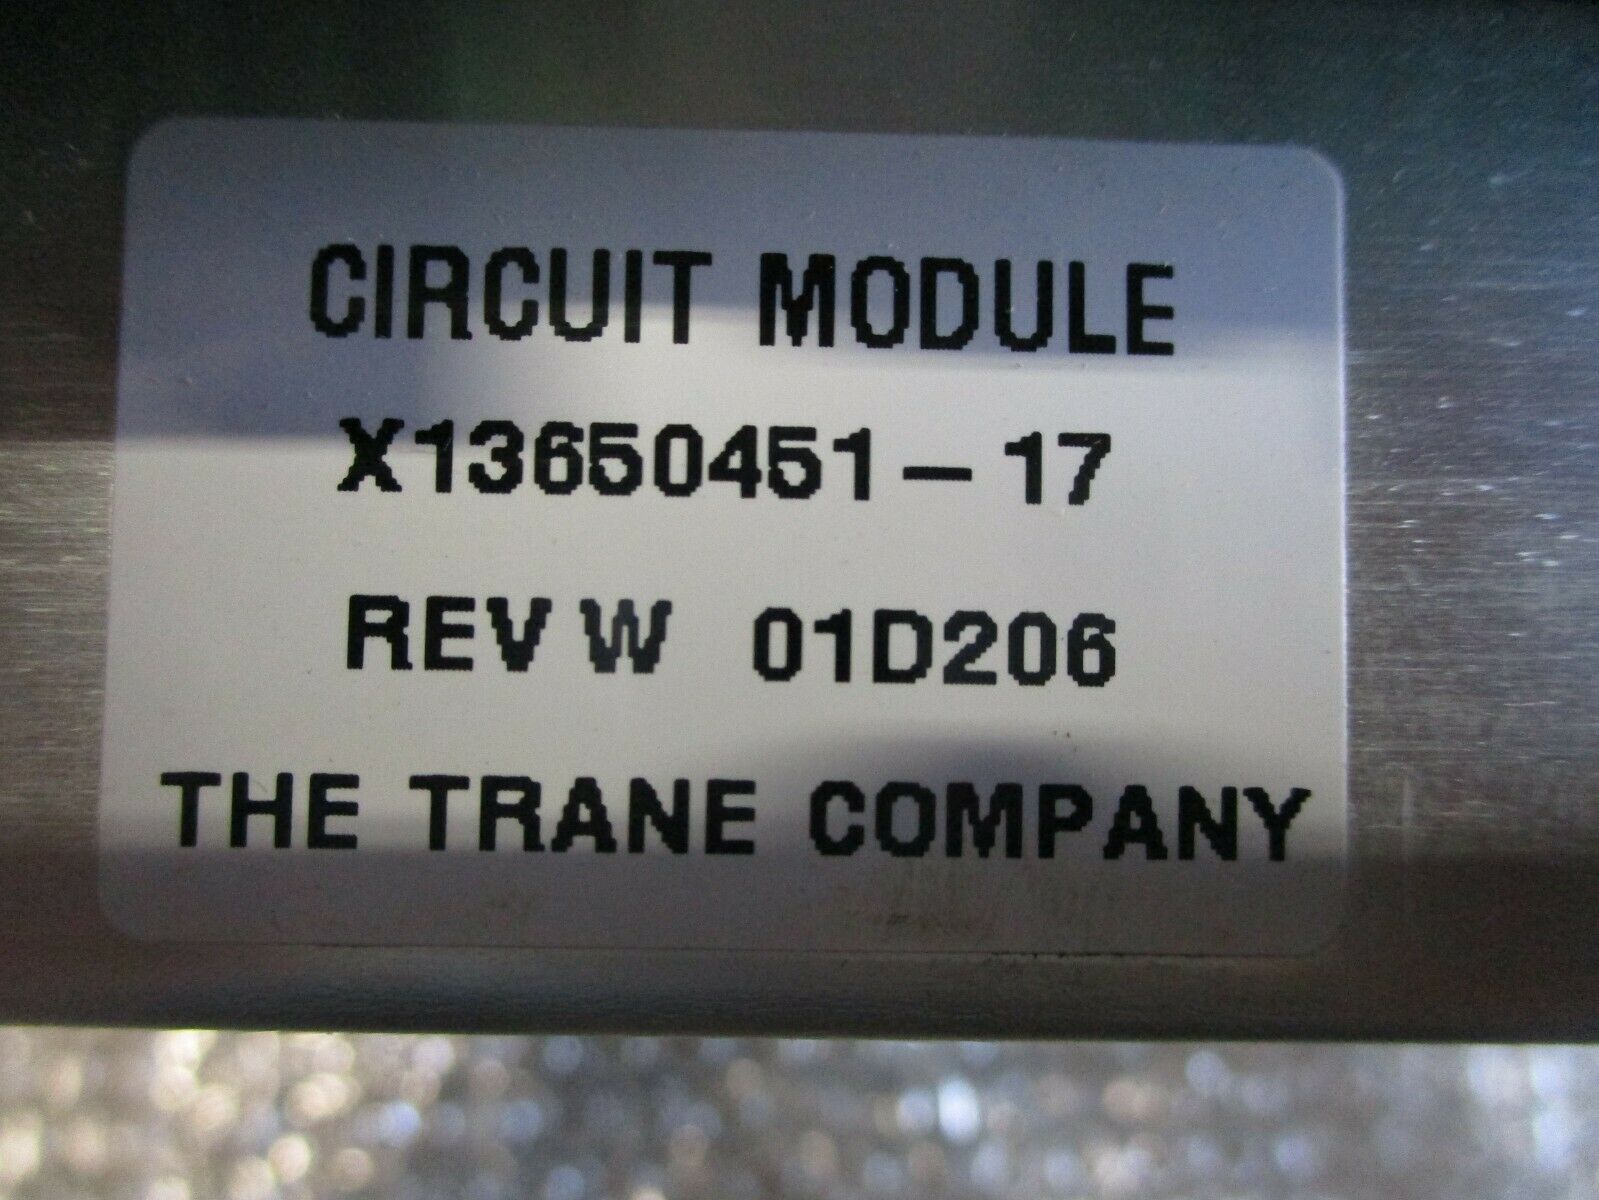 CIRCUIT MODULE
X13650451-17
REV W 01D206
THE TRANE COMPANY